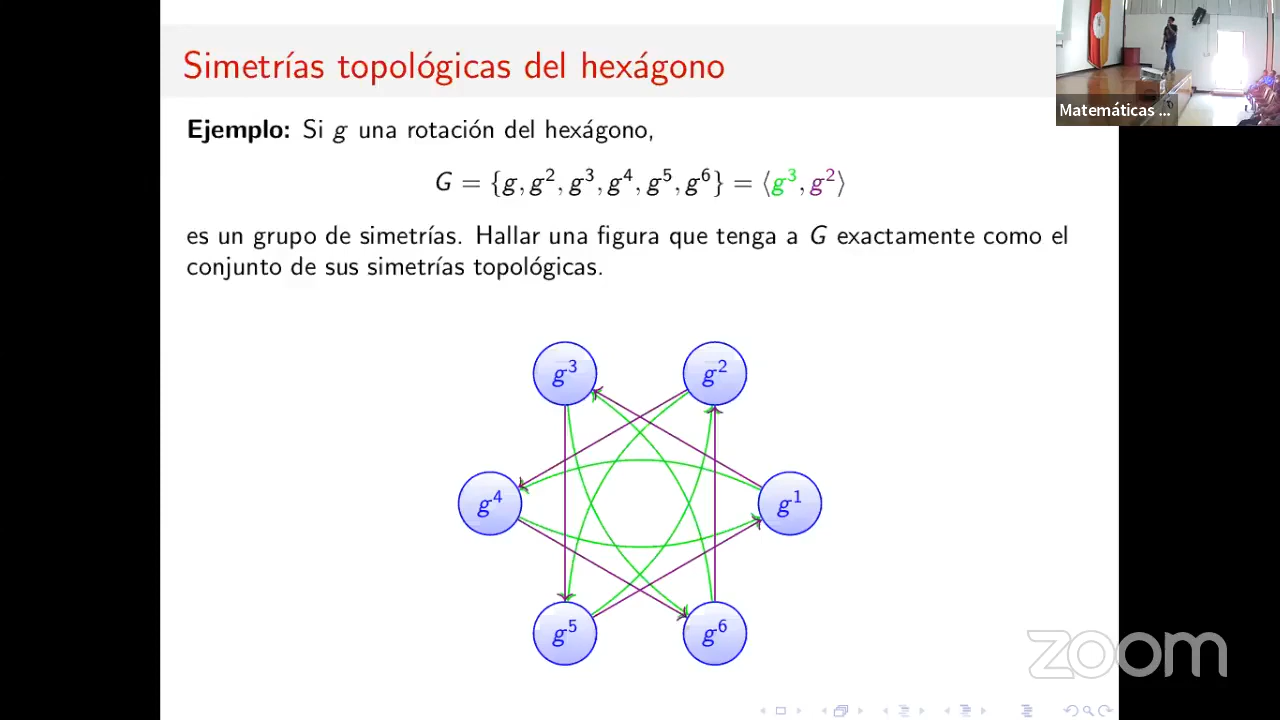 Simetrías topológicas del hexágono
Matemáticas ...
Ejemplo: Si g una rotación del hexágono,
G = {g, g², g³, g⁴, g⁵, g⁶} = ⟨g³, g²⟩
es un grupo de simetrías. Hallar una figura que tenga a G exactamente como el
conjunto de sus simetrías topológicas.
g³ g²
g⁴ g¹
g⁵ g⁶
zoom